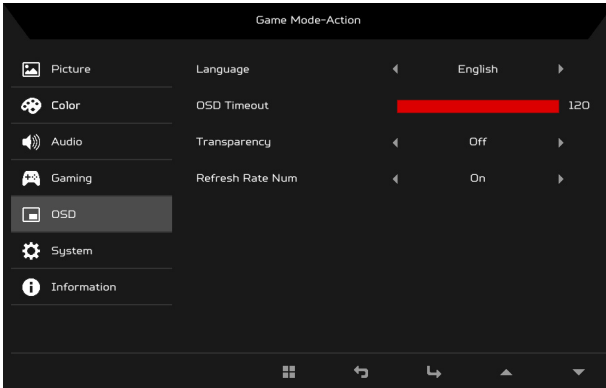 Game Mode-Action
Picture
Language English
Color
OSD Timeout 120
Audio
Transparency Off
Gaming
Refresh Rate Num On
OSD
System
Information